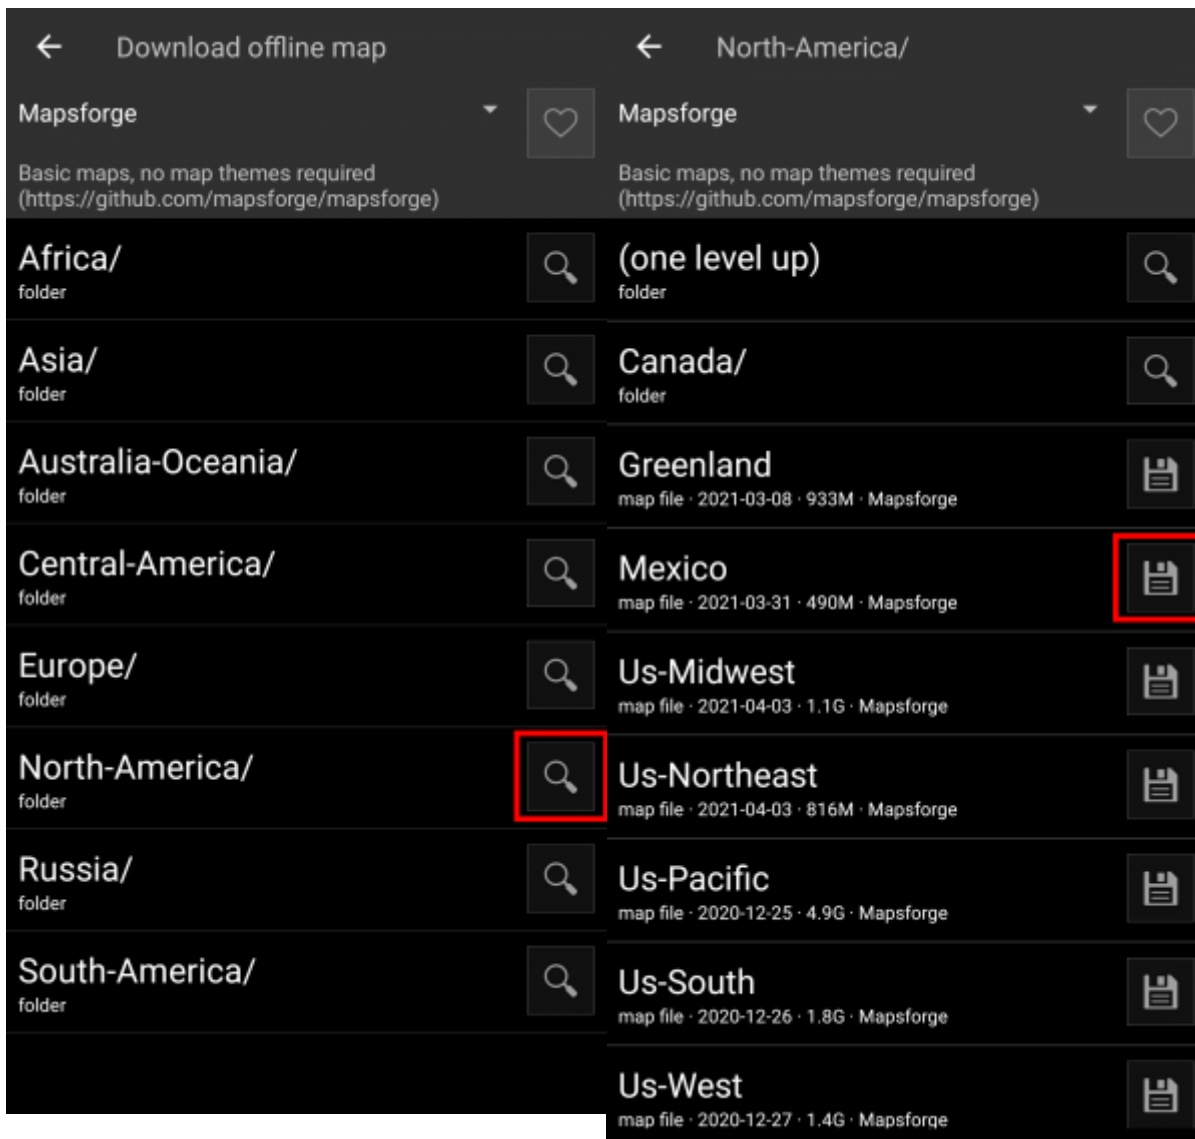 Download offline map
Mapsforge
Basic maps, no map themes required
(https://github.com/mapsforge/mapsforge)
Africa/
folder
Asia/
folder
Australia-Oceania/
folder
Central-America/
folder
Europe/
folder
North-America/
folder
Russia/
folder
South-America/
folder
North-America/
Mapsforge
Basic maps, no map themes required
(https://github.com/mapsforge/mapsforge)
(one level up)
folder
Canada/
folder
Greenland
map file · 2021-03-08 · 933M · Mapsforge
Mexico
map file · 2021-03-31 · 490M · Mapsforge
Us-Midwest
map file · 2021-04-03 · 1.1G · Mapsforge
Us-Northeast
map file · 2021-04-03 · 816M · Mapsforge
Us-Pacific
map file · 2020-12-25 · 4.9G · Mapsforge
Us-South
map file · 2020-12-26 · 1.8G · Mapsforge
Us-West
map file · 2020-12-27 · 1.4G · Mapsforge